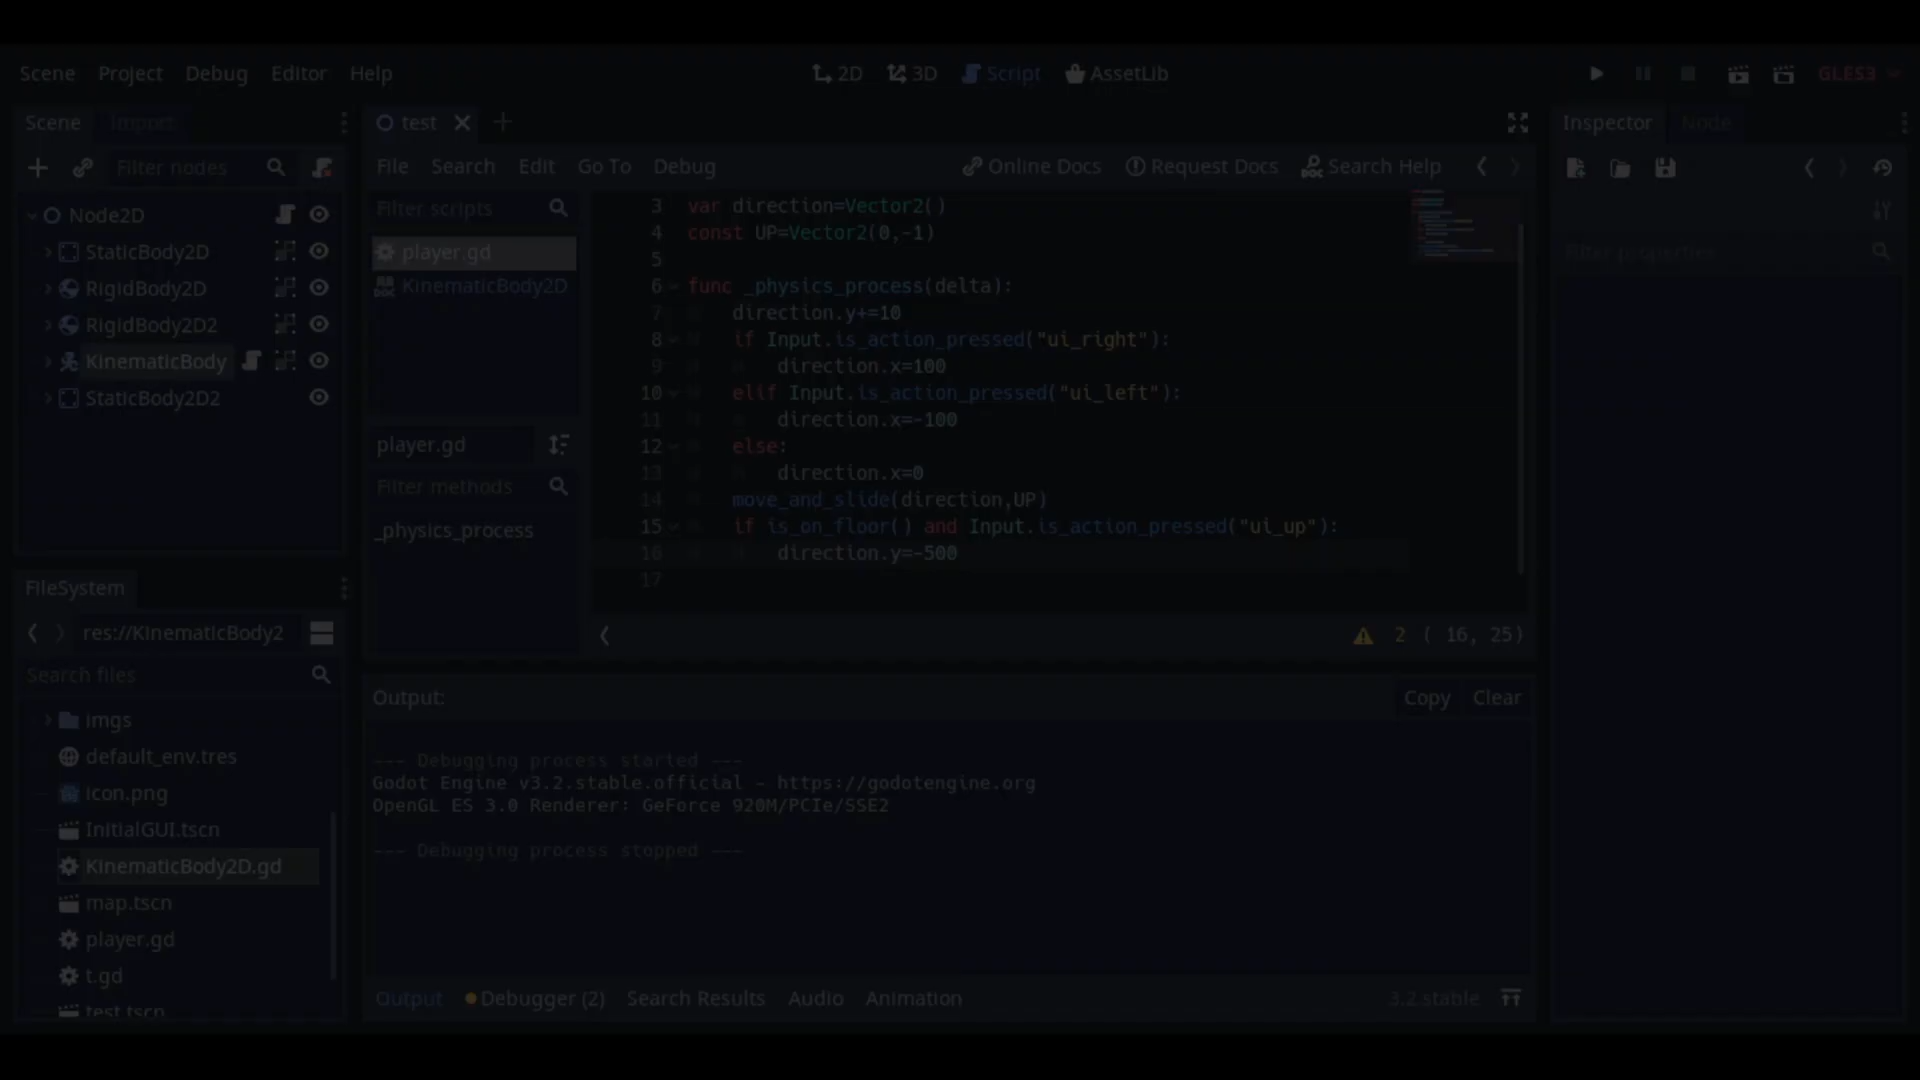 Scene Project Debug Editor Help
2D 3D Script AssetLib
GLES3
Scene Import
test
Inspector Node
Filter nodes
File Search Edit Go To Debug
Online Docs Request Docs Search Help
Node2D
StaticBody2D
RigidBody2D
RigidBody2D2
KinematicBody
StaticBody2D2
Filter scripts
player.gd
KinematicBody2D
player.gd
Filter methods
_physics_process
3 var direction=Vector2()
4 const UP=Vector2(0,-1)
5
6 func _physics_process(delta):
7 direction.y+=10
8 if Input.is_action_pressed("ui_right"):
9 direction.x=100
10 elif Input.is_action_pressed("ui_left"):
11 direction.x=-100
12 else:
13 direction.x=0
14 move_and_slide(direction,UP)
15 if is_on_floor() and Input.is_action_pressed("ui_up"):
16 direction.y=-500
17
2 ( 16, 25)
Filter properties
FileSystem
res://KinematicBody2
Search files
imgs
default_env.tres
icon.png
InitialGUI.tscn
KinematicBody2D.gd
map.tscn
player.gd
t.gd
test.tscn
Output:
Copy Clear
--- Debugging process started ---
Godot Engine v3.2.stable.official - https://godotengine.org
OpenGL ES 3.0 Renderer: GeForce 920M/PCIe/SSE2
--- Debugging process stopped ---
Output Debugger (2) Search Results Audio Animation
3.2.stable